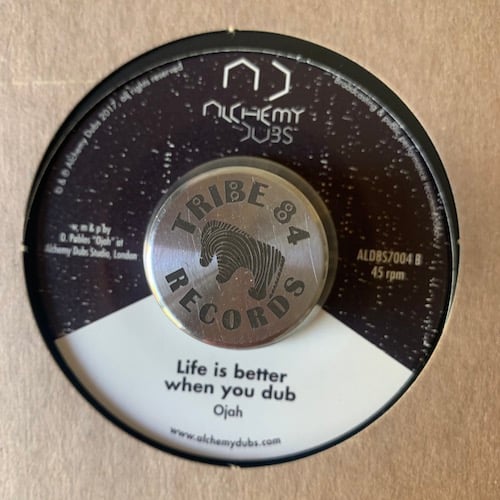 ALCHEMY
DUBS
℗ & © Alchemy Dubs 2017. all rights reserved
w, m & p by
D. Pablos "Ojah" at
Alchemy Dubs Studio, London
TRIBE 84
RECORDS
ALDBS7004 B
45 rpm
Life is better
when you dub
Ojah
www.alchemydubs.com